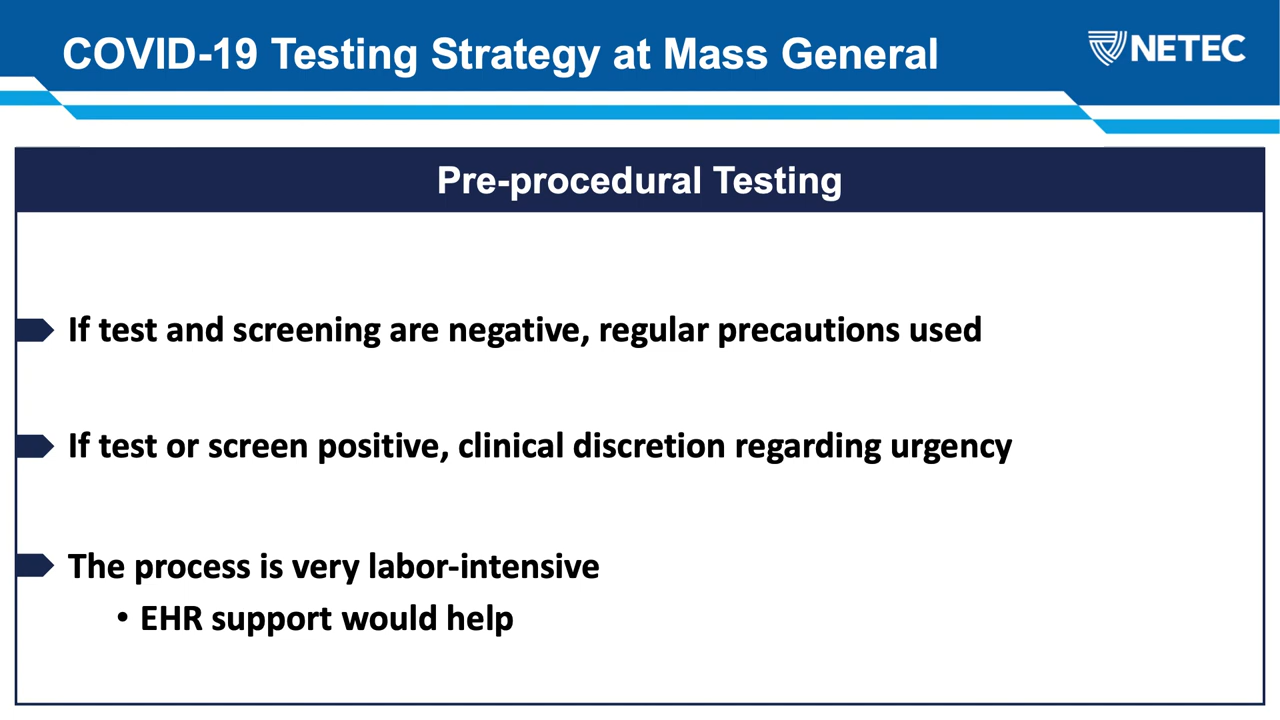 COVID-19 Testing Strategy at Mass General
NETEC
Pre-procedural Testing
If test and screening are negative, regular precautions used
If test or screen positive, clinical discretion regarding urgency
The process is very labor-intensive
• EHR support would help